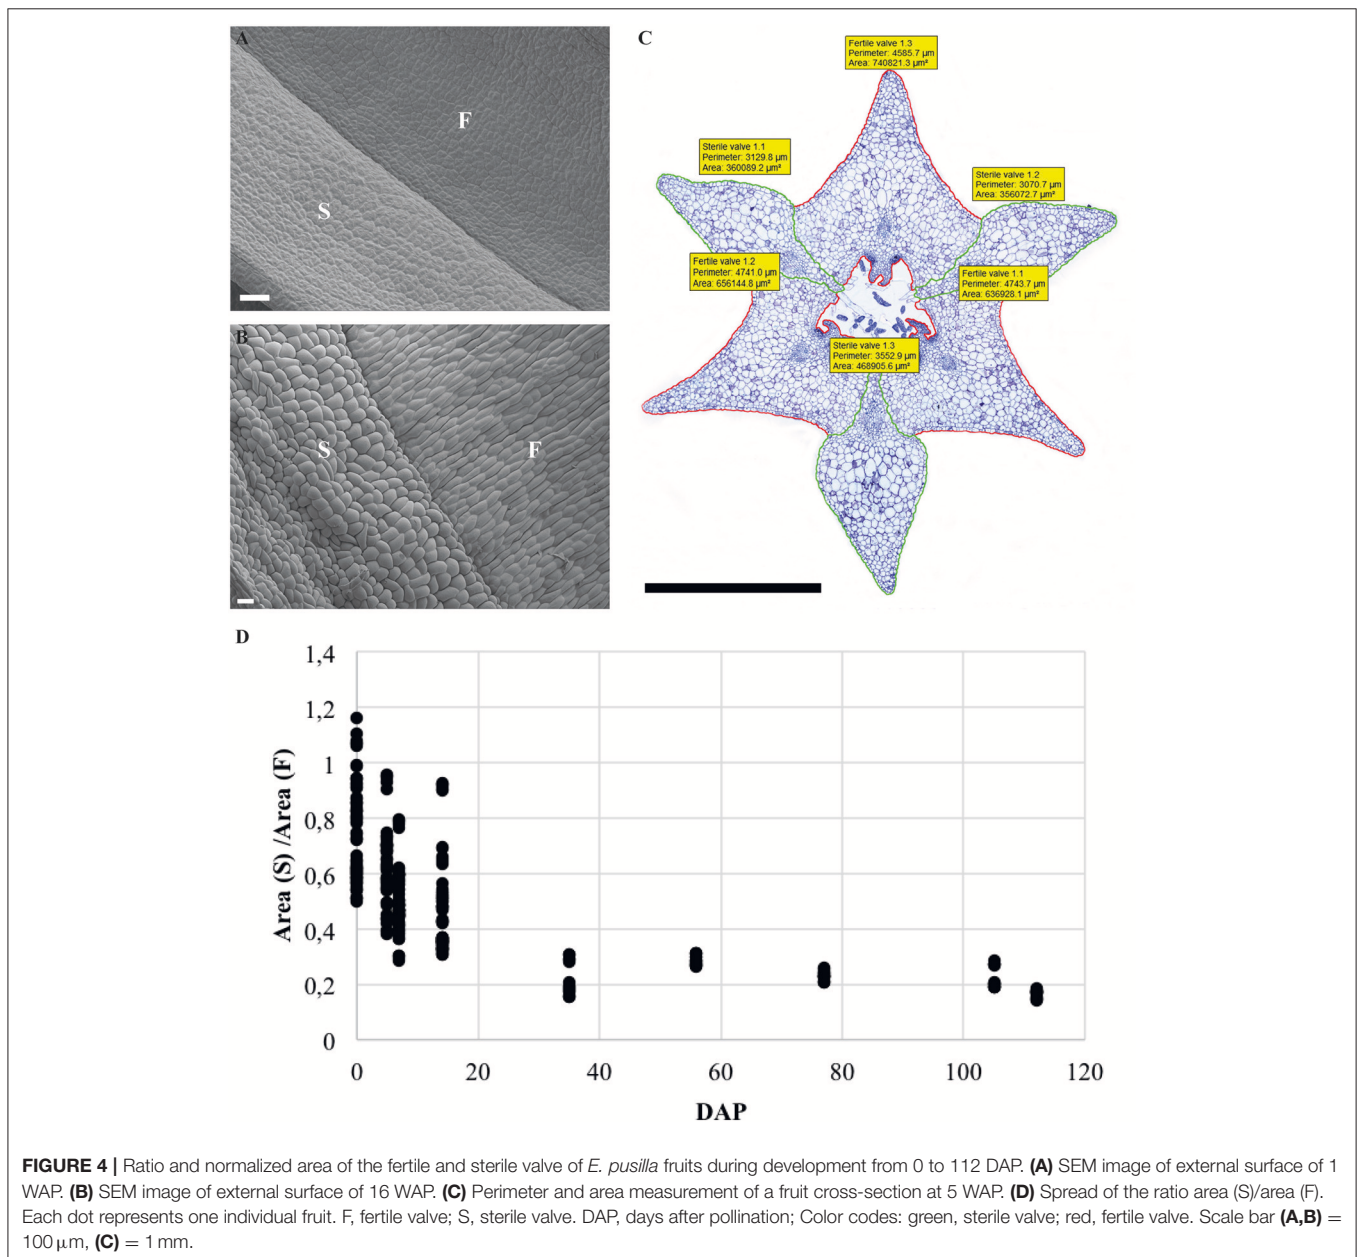 A
F
S
B
S
F
C
Fertile valve 1.3
Perimeter: 4585.7 µm
Area: 740821.3 µm²
Sterile valve 1.1
Perimeter: 3129.8 µm
Area: 360089.2 µm²
Sterile valve 1.2
Perimeter: 3070.7 µm
Area: 356072.7 µm²
Fertile valve 1.2
Perimeter: 4741.0 µm
Area: 656144.8 µm²
Fertile valve 1.1
Perimeter: 4743.7 µm
Area: 636928.1 µm²
Sterile valve 1.3
Perimeter: 3552.9 µm
Area: 468905.6 µm²
D
Area (S) /Area (F)
1,4
1,2
1
0,8
0,6
0,4
0,2
0
0 20 40 60 80 100 120
DAP
FIGURE 4 | Ratio and normalized area of the fertile and sterile valve of E. pusilla fruits during development from 0 to 112 DAP. (A) SEM image of external surface of 1
WAP. (B) SEM image of external surface of 16 WAP. (C) Perimeter and area measurement of a fruit cross-section at 5 WAP. (D) Spread of the ratio area (S)/area (F).
Each dot represents one individual fruit. F, fertile valve; S, sterile valve. DAP, days after pollination; Color codes: green, sterile valve; red, fertile valve. Scale bar (A,B) =
100 µm, (C) = 1 mm.